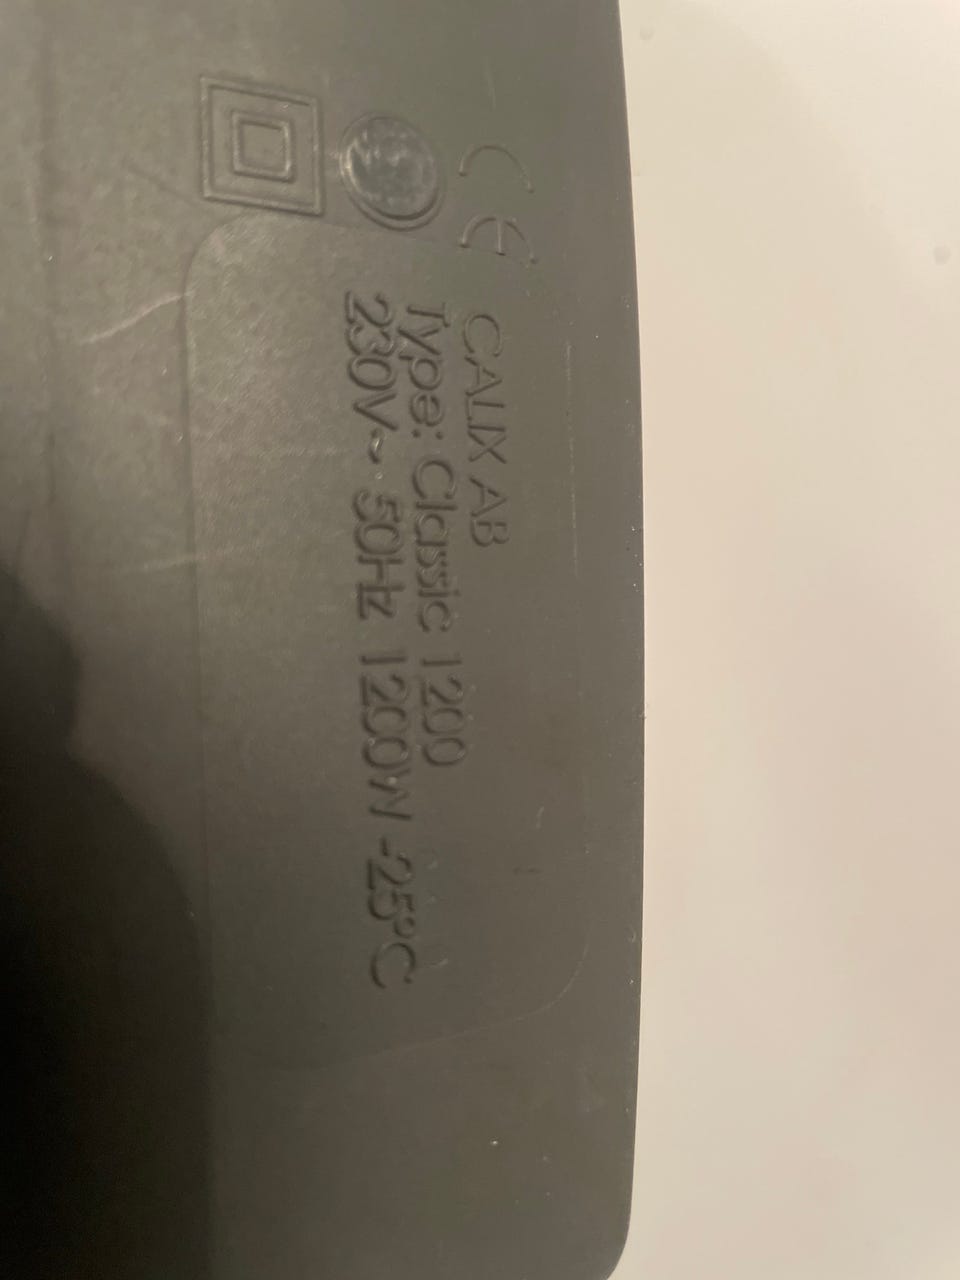 CE
CALIX AB
Type: Classic 1200
230V~ 50Hz 1200W -25°C